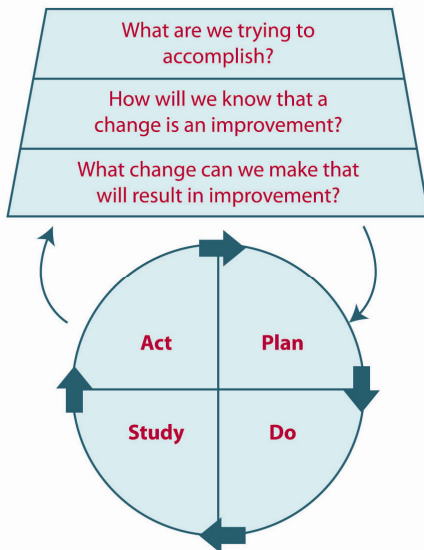 What are we trying to
accomplish?
How will we know that a
change is an improvement?
What change can we make that
will result in improvement?
Act
Plan
Study
Do